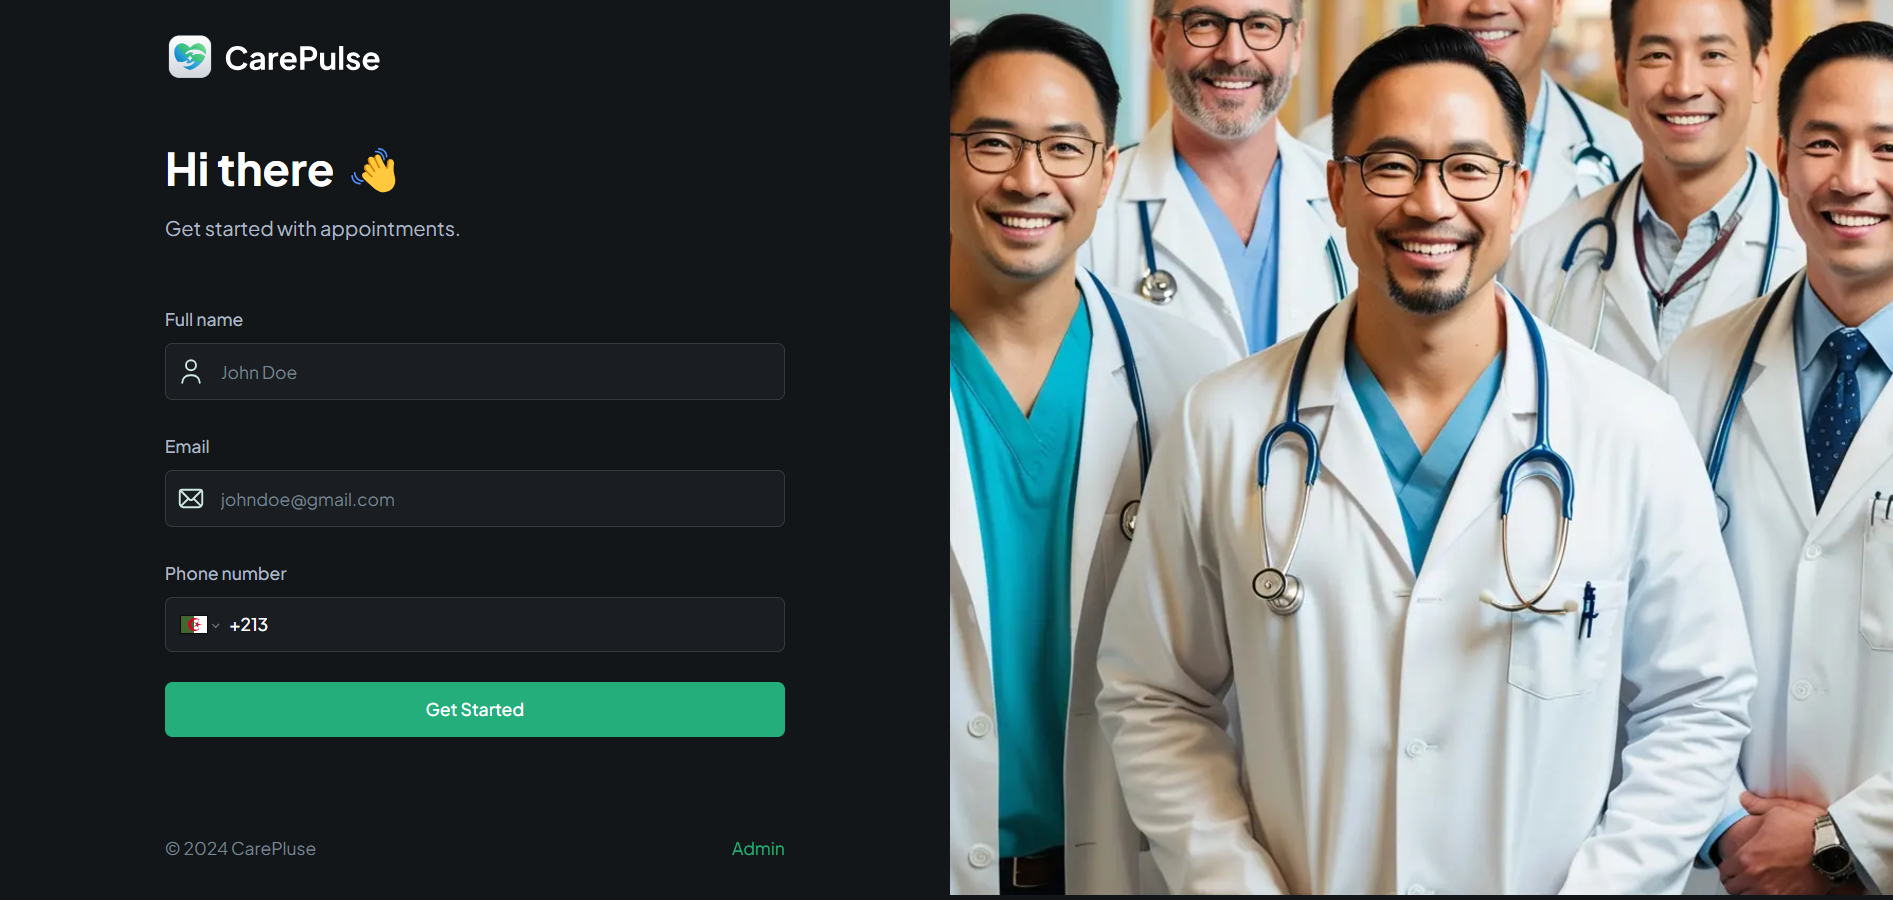 CarePulse
Hi there 👋
Get started with appointments.
Full name
John Doe
Email
johndoe@gmail.com
Phone number
+213
Get Started
© 2024 CarePluse
Admin